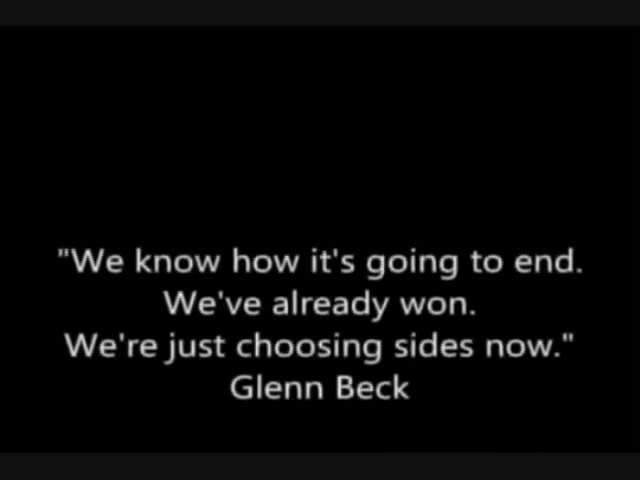 "We know how it's going to end.
We've already won.
We're just choosing sides now."
Glenn Beck